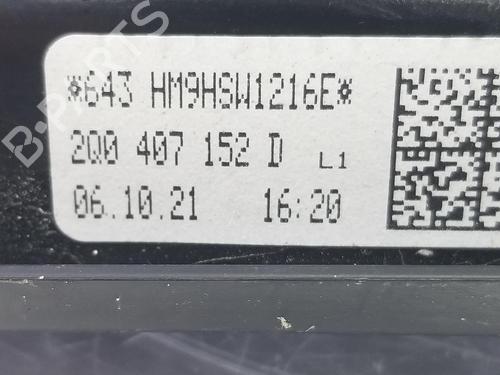 *643 HM9HSW1216E*
2Q0 407 152 D L1
06.10.21 16:20
B-PARTS